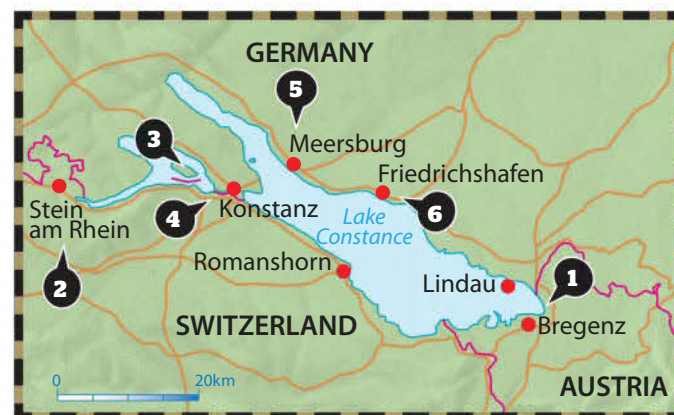 GERMANY
5
Meersburg
3
Friedrichshafen
Stein
am Rhein
4
Konstanz
Lake
Constance
6
2
Romanshorn
Lindau
1
SWITZERLAND
Bregenz
0
20km
AUSTRIA